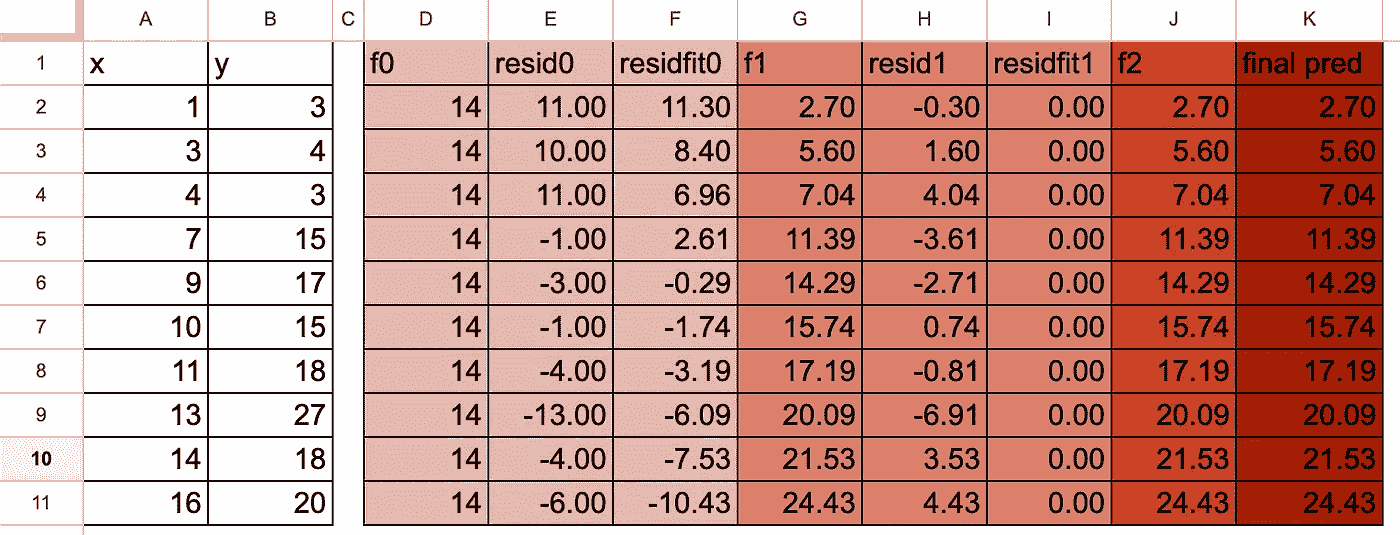 A B C D E F G H I J K
1 x y f0 resid0 residfit0 f1 resid1 residfit1 f2 final pred
2 1 3 14 11.00 11.30 2.70 -0.30 0.00 2.70 2.70
3 3 4 14 10.00 8.40 5.60 1.60 0.00 5.60 5.60
4 4 3 14 11.00 6.96 7.04 4.04 0.00 7.04 7.04
5 7 15 14 -1.00 2.61 11.39 -3.61 0.00 11.39 11.39
6 9 17 14 -3.00 -0.29 14.29 -2.71 0.00 14.29 14.29
7 10 15 14 -1.00 -1.74 15.74 0.74 0.00 15.74 15.74
8 11 18 14 -4.00 -3.19 17.19 -0.81 0.00 17.19 17.19
9 13 27 14 -13.00 -6.09 20.09 -6.91 0.00 20.09 20.09
10 14 18 14 -4.00 -7.53 21.53 3.53 0.00 21.53 21.53
11 16 20 14 -6.00 -10.43 24.43 4.43 0.00 24.43 24.43